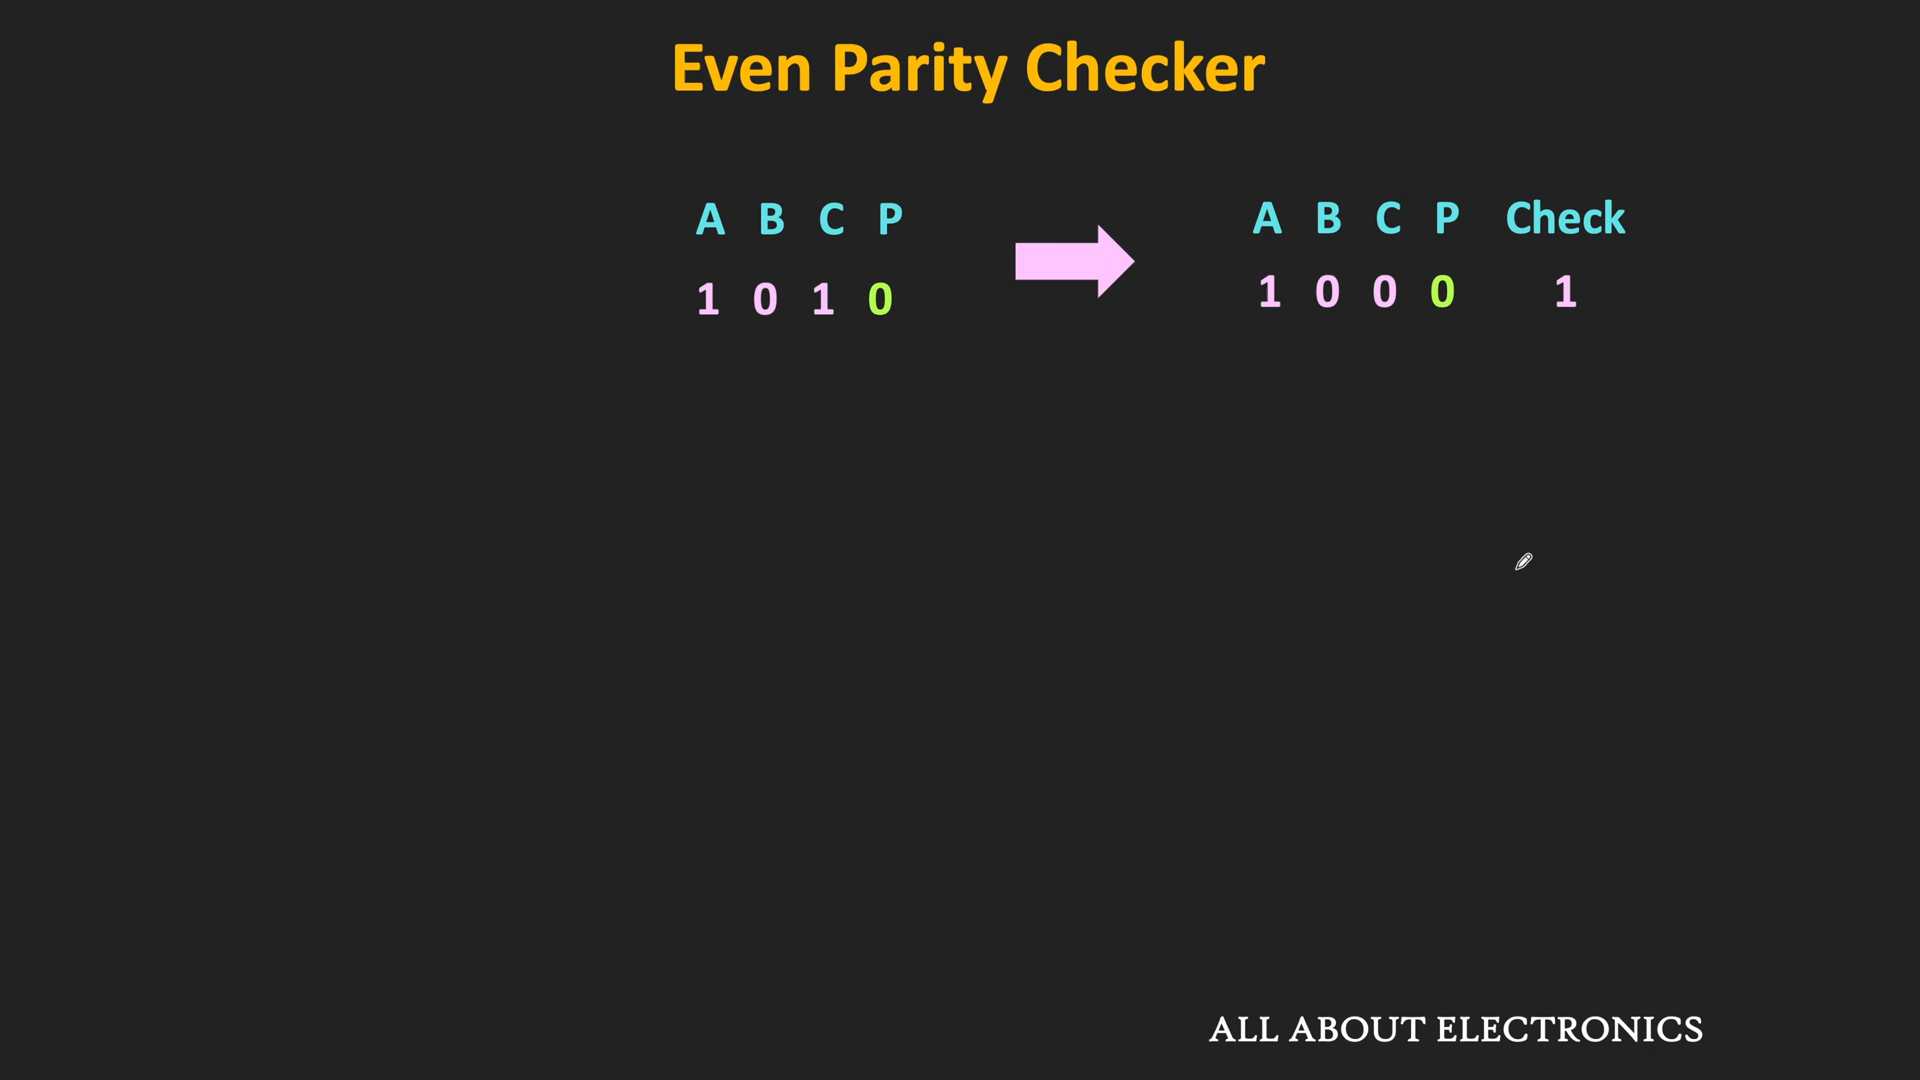 Even Parity Checker
A B C P A B C P Check
1 0 1 0 1 0 0 0 1
ALL ABOUT ELECTRONICS